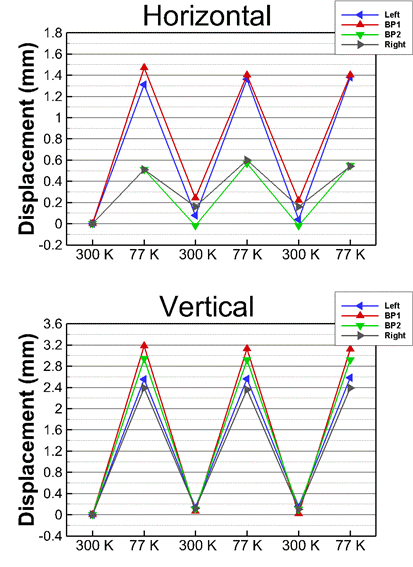 Horizontal
Left
BP1
BP2
Right
Displacement (mm)
1.8
1.6
1.4
1.2
1
0.8
0.6
0.4
0.2
0
-0.2
300 K 77 K 300 K 77 K 300 K 77 K
Vertical
Left
BP1
BP2
Right
Displacement (mm)
3.6
3.2
2.8
2.4
2
1.6
1.2
0.8
0.4
0
-0.4
300 K 77 K 300 K 77 K 300 K 77 K